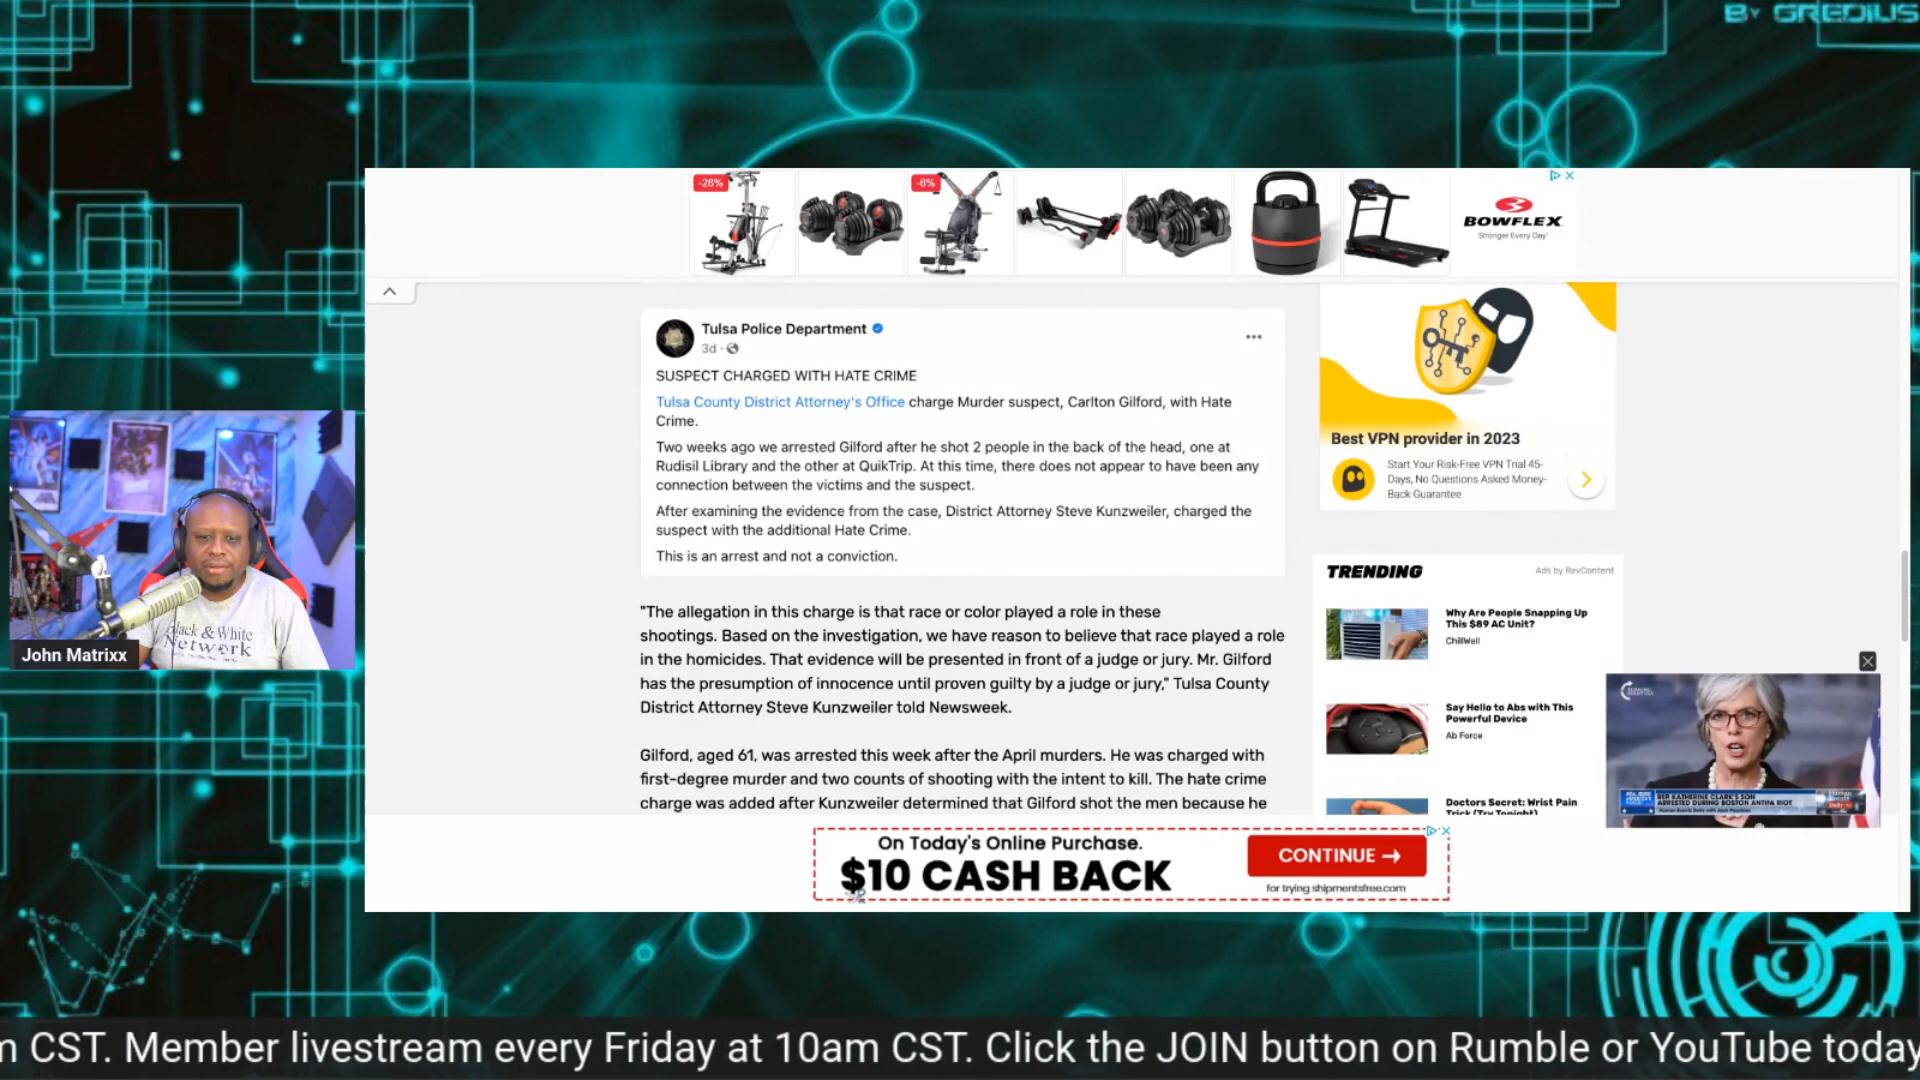 BY GREDIUS
-26%
-6%
BOWFLEX
Stronger Every Day
Tulsa Police Department
3d
SUSPECT CHARGED WITH HATE CRIME
Tulsa County District Attorney's Office charge Murder suspect, Carlton Gilford, with Hate
Crime.
Two weeks ago we arrested Gilford after he shot 2 people in the back of the head, one at
Rudisil Library and the other at QuikTrip. At this time, there does not appear to have been any
connection between the victims and the suspect.
After examining the evidence from the case, District Attorney Steve Kunzweiler, charged the
suspect with the additional Hate Crime.
This is an arrest and not a conviction.
"The allegation in this charge is that race or color played a role in these
shootings. Based on the investigation, we have reason to believe that race played a role
in the homicides. That evidence will be presented in front of a judge or jury. Mr. Gilford
has the presumption of innocence until proven guilty by a judge or jury," Tulsa County
District Attorney Steve Kunzweiler told Newsweek.
Gilford, aged 61, was arrested this week after the April murders. He was charged with
first-degree murder and two counts of shooting with the intent to kill. The hate crime
charge was added after Kunzweiler determined that Gilford shot the men because he
Best VPN provider in 2023
Start Your Risk-Free VPN Trial 45-
Days, No Questions Asked Money-
Back Guarantee
TRENDING
Ads by RevContent
Why Are People Snapping Up
This $89 AC Unit?
ChillWell
Say Hello to Abs with This
Powerful Device
Ab Force
Doctors Secret: Wrist Pain
Trick (Try Tonight)
REP. KATHERINE CLARK'S SON
ARRESTED DURING BOSTON ANTIFA RIOT
On Today's Online Purchase.
$10 CASH BACK
CONTINUE →
for trying shipmentsfree.com
Black & White
Network
John Matrixx
m CST. Member livestream every Friday at 10am CST. Click the JOIN button on Rumble or YouTube today